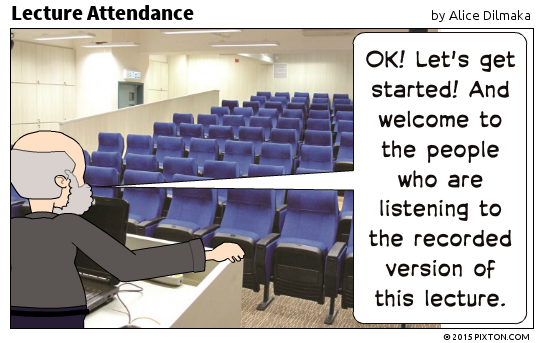 Lecture Attendance
by Alice Dilmaka
OK! Let's get
started! And
welcome to
the people
who are
listening to
the recorded
version of
this lecture.
© 2015 PIXTON.COM